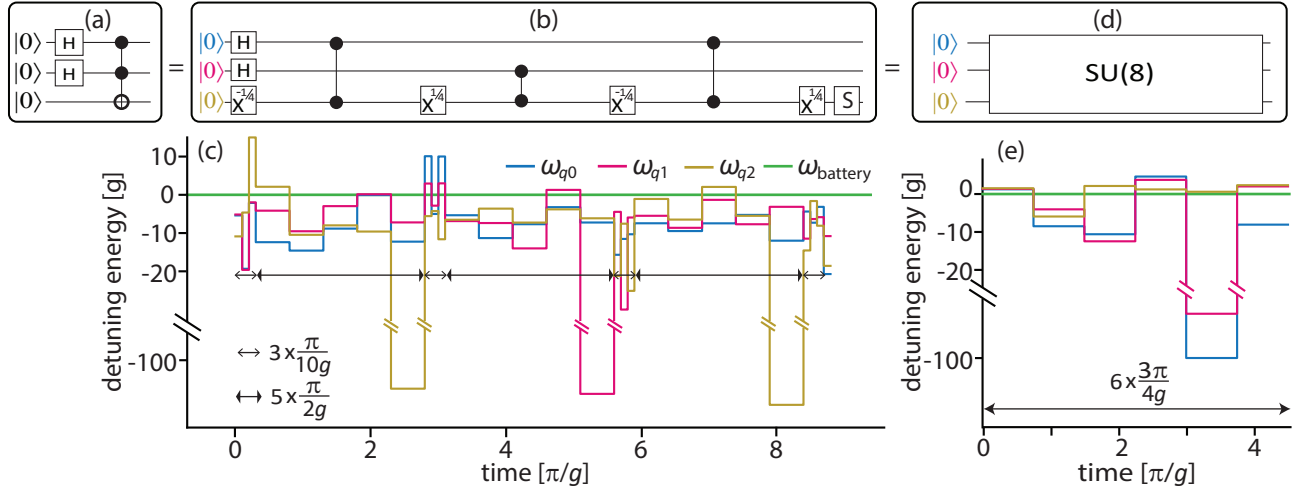 (a)
|0⟩ H
|0⟩ H
|0⟩
=
(b)
|0⟩ H
|0⟩ H
|0⟩ X^-1/4 X^1/4 X^-1/4 X^1/4 S
=
(d)
|0⟩
|0⟩ SU(8)
|0⟩
(c)
ω_q0 ω_q1 ω_q2 ω_battery
detuning energy [g]
10
0
-10
-20
-100
3 x π/10g
5 x π/2g
0 2 4 6 8
time [π/g]
(e)
detuning energy [g]
10
0
-10
-20
-100
6 x 3π/4g
0 1 2 3 4
time [π/g]